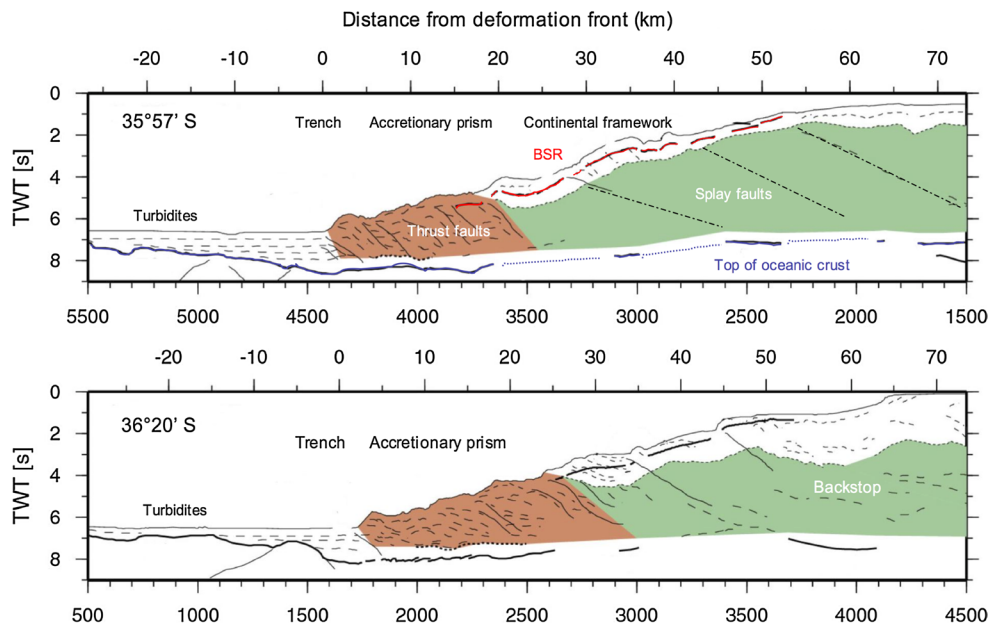 Distance from deformation front (km)
-20 -10 0 10 20 30 40 50 60 70
0
35°57’ S Trench Accretionary prism Continental framework
2
BSR
TWT [s]
4
Splay faults
Turbidites
6
Thrust faults
8
Top of oceanic crust
5500 5000 4500 4000 3500 3000 2500 2000 1500
-20 -10 0 10 20 30 40 50 60 70
0
36°20’ S
Trench Accretionary prism
2
TWT [s]
4
Backstop
Turbidites
6
8
500 1000 1500 2000 2500 3000 3500 4000 4500